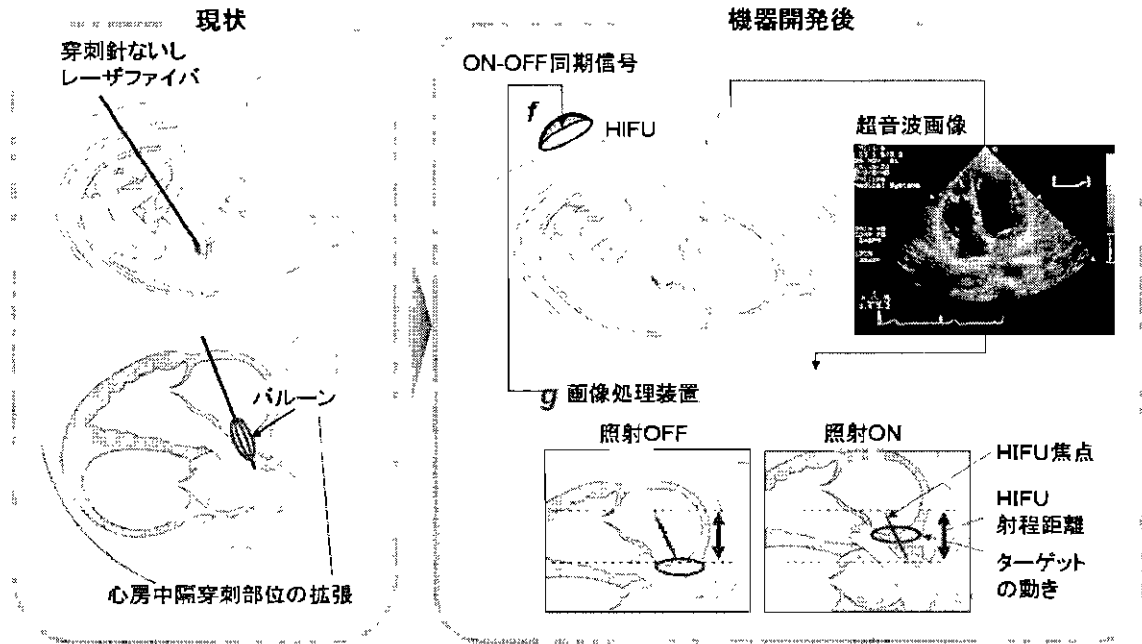 現状
穿刺針ないし
レーザファイバ
バルーン
心房中隔穿刺部位の拡張
機器開発後
ON-OFF同期信号
f
HIFU
超音波画像
g 画像処理装置
照射OFF
照射ON
HIFU焦点
HIFU
射程距離
ターゲット
の動き